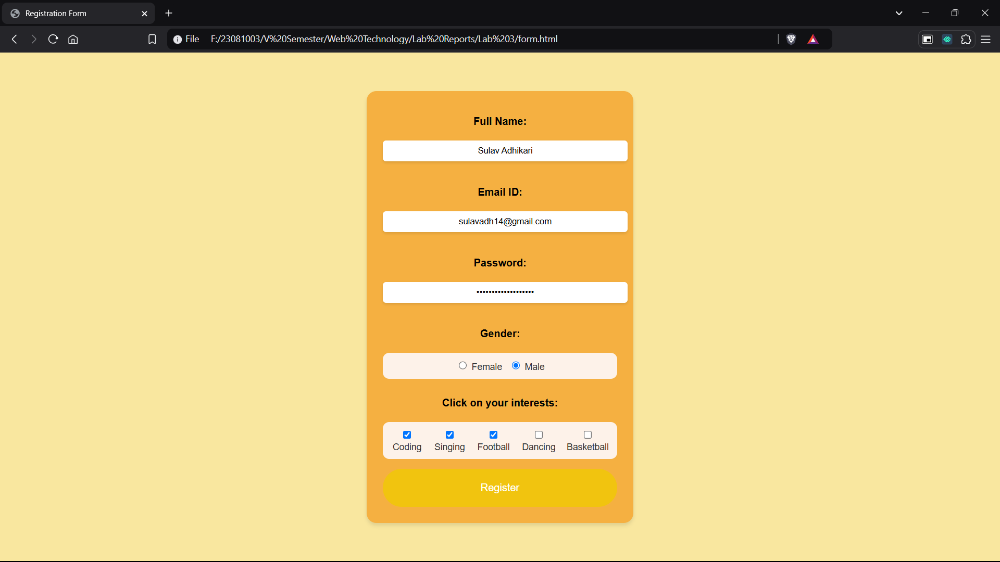 Registration Form
File F:/23081003/V%20Semester/Web%20Technology/Lab%20Reports/Lab%203/form.html
Full Name:
Sulav Adhikari
Email ID:
sulavadh14@gmail.com
Password:
•••••••••••••••••••
Gender:
Female Male
Click on your interests:
Coding Singing Football Dancing Basketball
Register